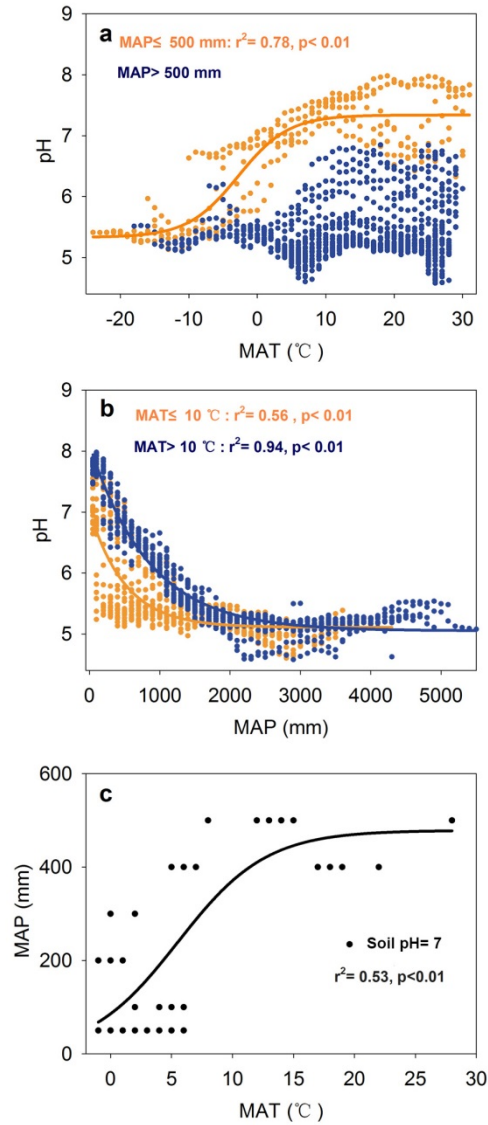 a
MAP≤ 500 mm: r²= 0.78, p< 0.01
MAP> 500 mm
9
8
7
6
5
pH
-20 -10 0 10 20 30
MAT (℃)
b
MAT≤ 10 ℃ : r²= 0.56 , p< 0.01
MAT> 10 ℃ : r²= 0.94, p< 0.01
9
8
7
6
5
pH
0 1000 2000 3000 4000 5000
MAP (mm)
c
600
400
200
0
MAP (mm)
Soil pH= 7
r²= 0.53, p<0.01
0 5 10 15 20 25 30
MAT (℃)